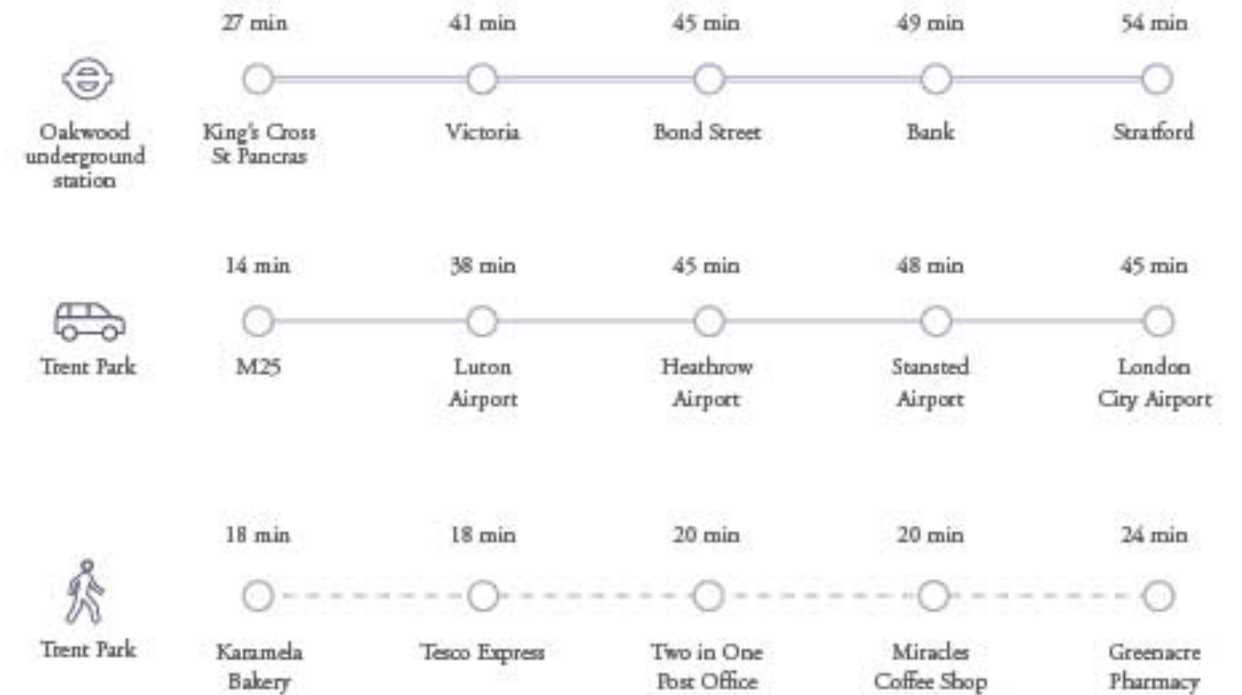 27 min
41 min
45 min
49 min
54 min
Oakwood
underground
station
King's Cross
St Pancras
Victoria
Bond Street
Bank
Stratford
14 min
38 min
45 min
48 min
45 min
Trent Park
M25
Luton
Airport
Heathrow
Airport
Stansted
Airport
London
City Airport
18 min
18 min
20 min
20 min
24 min
Trent Park
Karamela
Bakery
Tesco Express
Two in One
Post Office
Miracles
Coffee Shop
Greenacre
Pharmacy